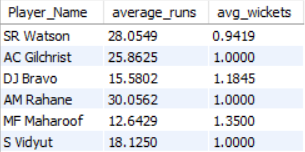 Player_Name average_runs avg_wickets
SR Watson 28.0549 0.9419
AC Gilchrist 25.8625 1.0000
DJ Bravo 15.5802 1.1845
AM Rahane 30.0562 1.0000
MF Maharoof 12.6429 1.3500
S Vidyut 18.1250 1.0000